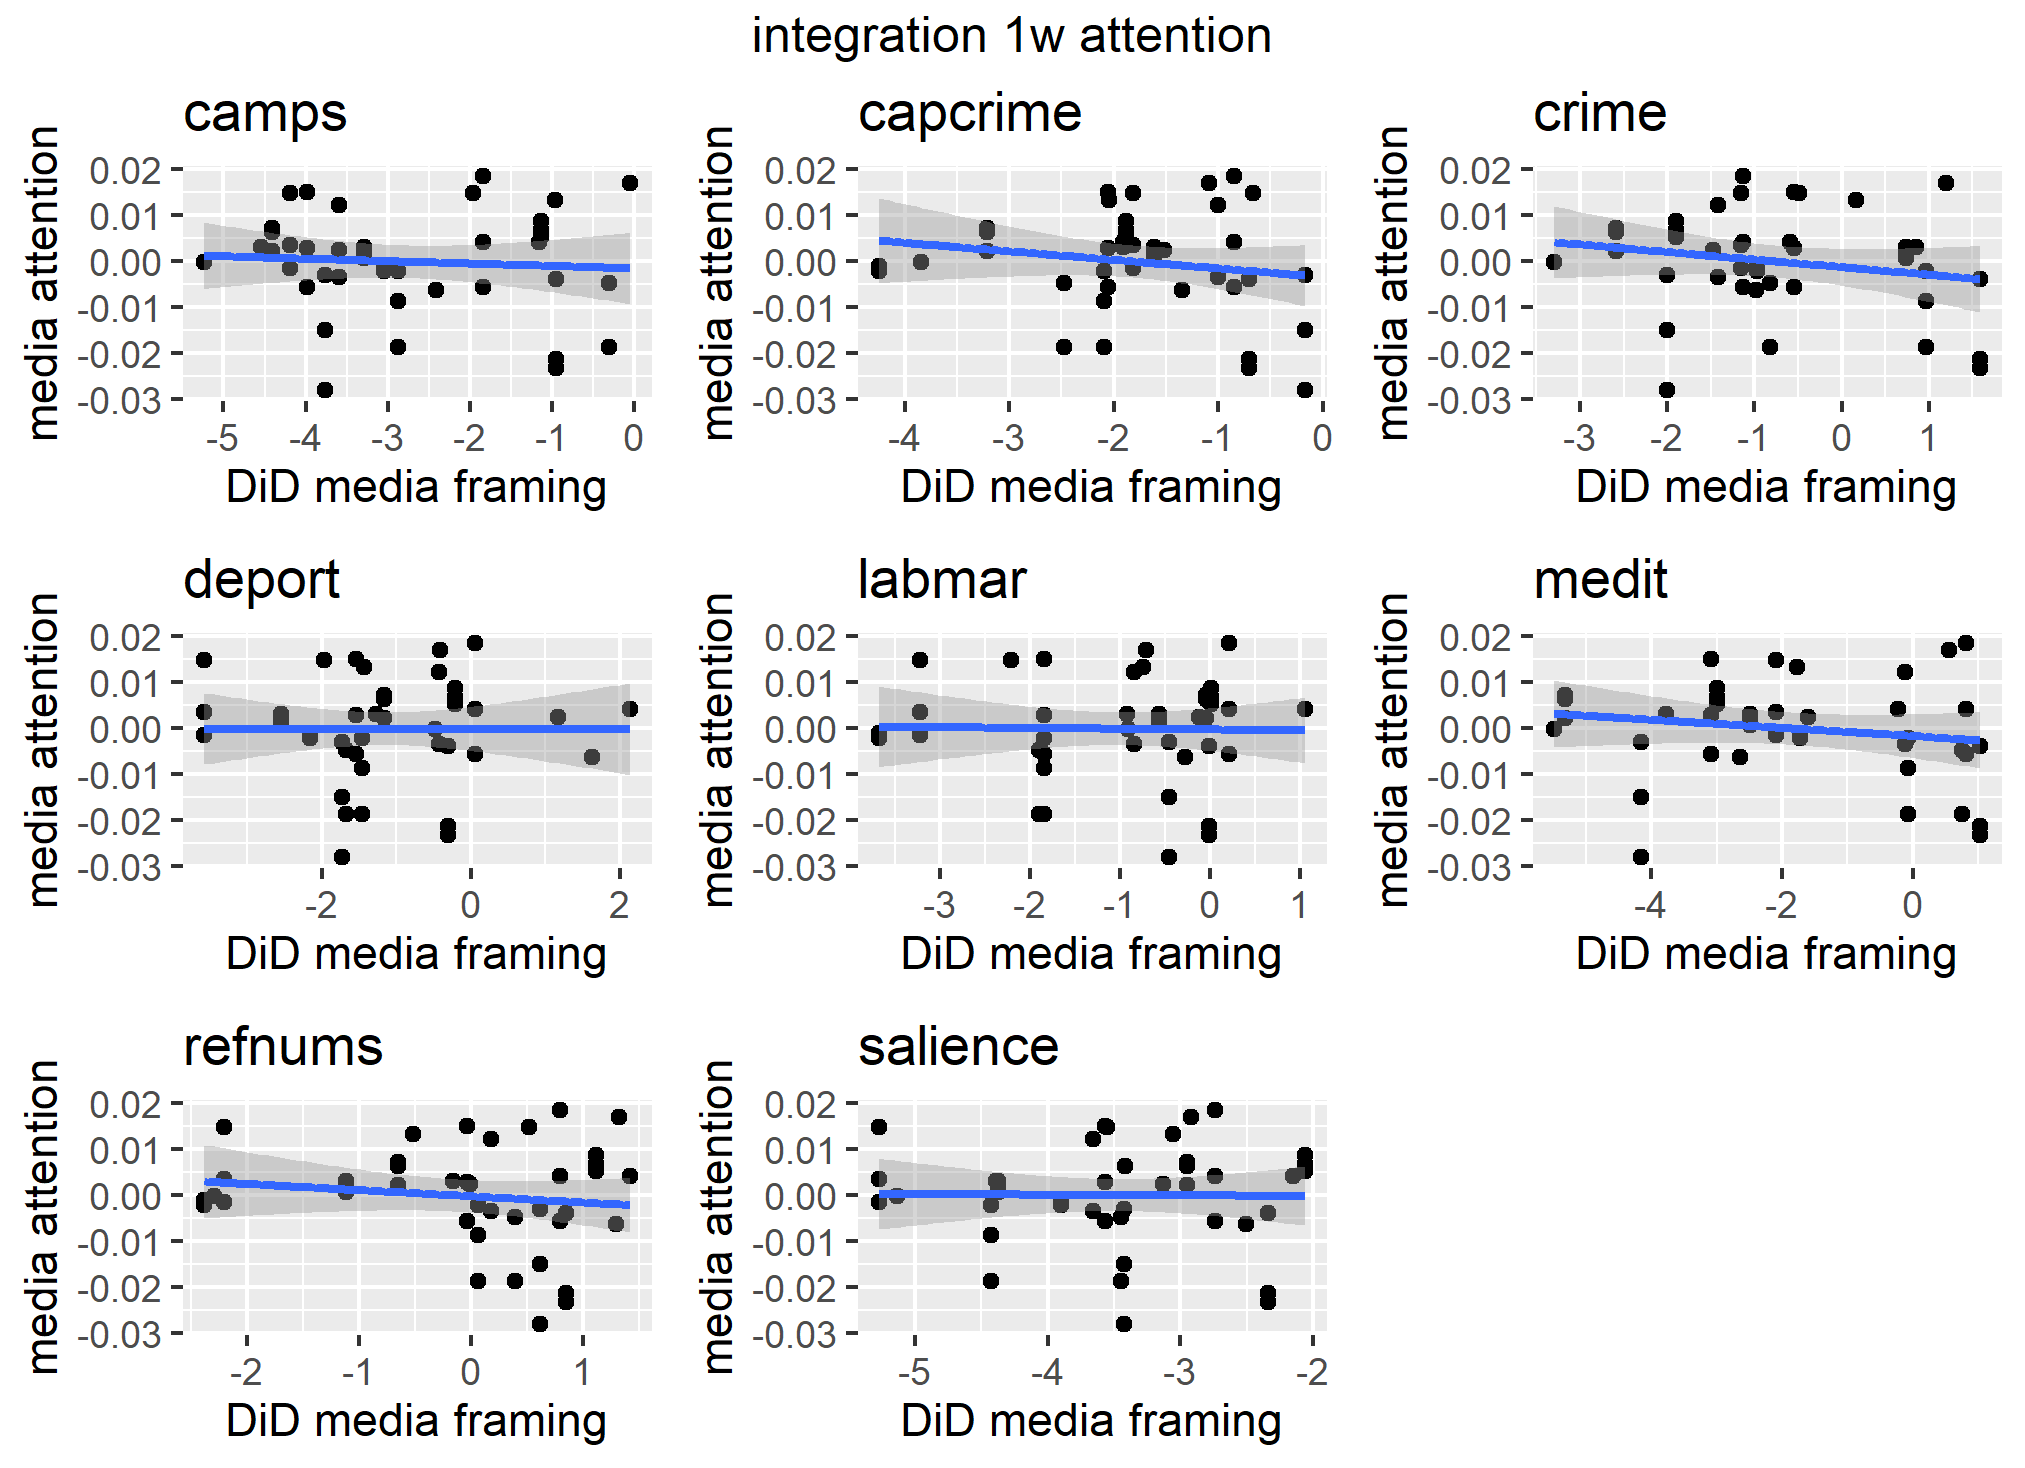 integration 1w attention
camps
capcrime
crime
media attention
0.02
0.01
0.00
-0.01
-0.02
-0.03
-5 -4 -3 -2 -1 0
DiD media framing
media attention
0.02
0.01
0.00
-0.01
-0.02
-0.03
-4 -3 -2 -1 0
DiD media framing
media attention
0.02
0.01
0.00
-0.01
-0.02
-0.03
-3 -2 -1 0 1
DiD media framing
deport
labmar
medit
media attention
0.02
0.01
0.00
-0.01
-0.02
-0.03
-2 0 2
DiD media framing
media attention
0.02
0.01
0.00
-0.01
-0.02
-0.03
-3 -2 -1 0 1
DiD media framing
media attention
0.02
0.01
0.00
-0.01
-0.02
-0.03
-4 -2 0
DiD media framing
refnums
salience
media attention
0.02
0.01
0.00
-0.01
-0.02
-0.03
-2 -1 0 1
DiD media framing
media attention
0.02
0.01
0.00
-0.01
-0.02
-0.03
-5 -4 -3 -2
DiD media framing